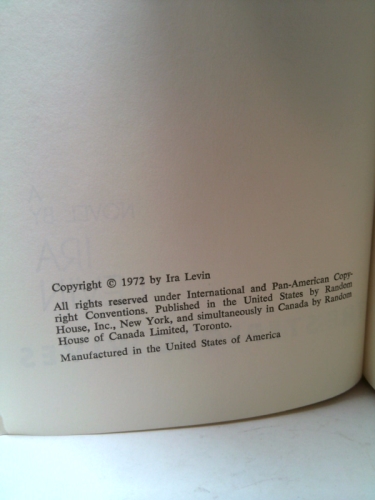 Copyright © 1972 by Ira Levin
All rights reserved under International and Pan-American Copy-
right Conventions. Published in the United States by Random
House, Inc., New York, and simultaneously in Canada by Random
House of Canada Limited, Toronto.
Manufactured in the United States of America